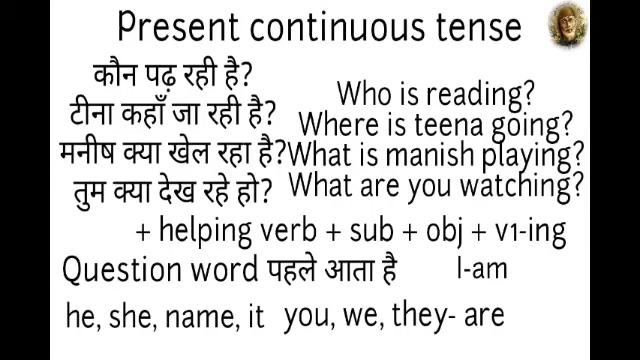 Present continuous tense
कौन पढ़ रही है?
Who is reading?
टीना कहाँ जा रही है?
Where is teena going?
मनीष क्या खेल रहा है?
What is manish playing?
तुम क्या देख रहे हो?
What are you watching?
+ helping verb + sub + obj + v1-ing
Question word पहले आता है
I-am
he, she, name, it
you, we, they- are